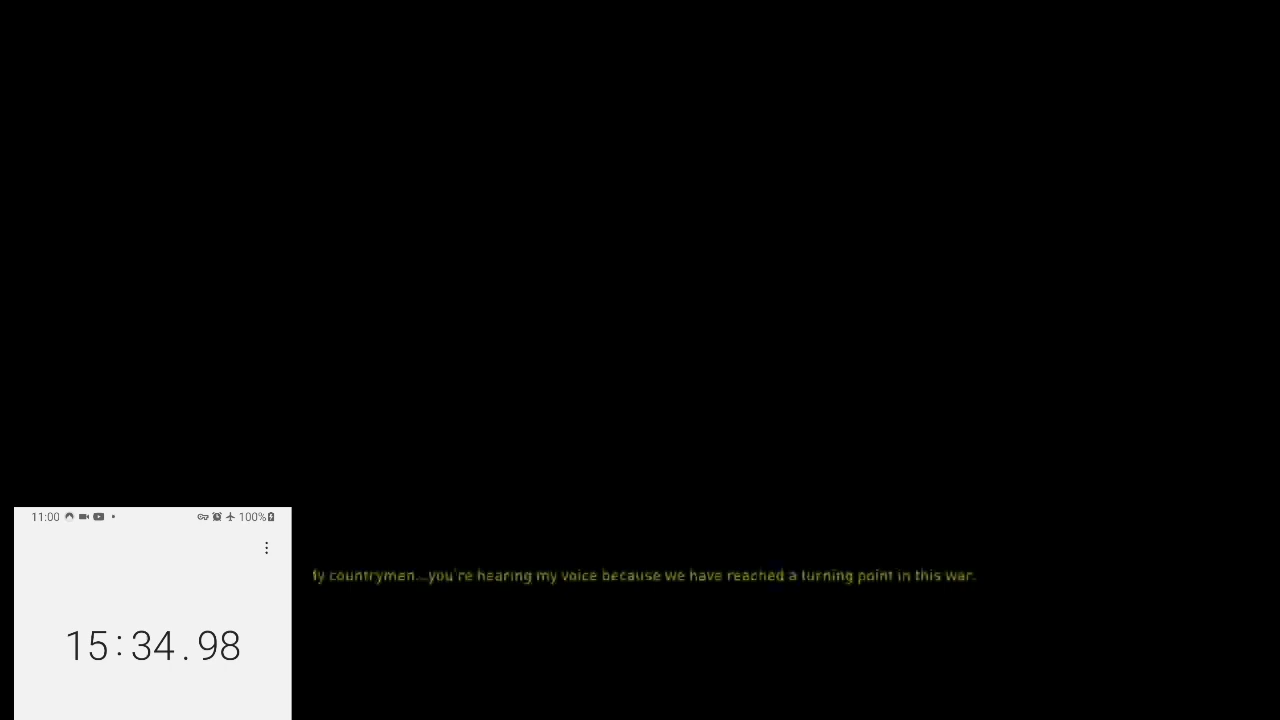 11:00 100%
fy countrymen...you're hearing my voice because we have reached a turning point in this war.
15:34.98